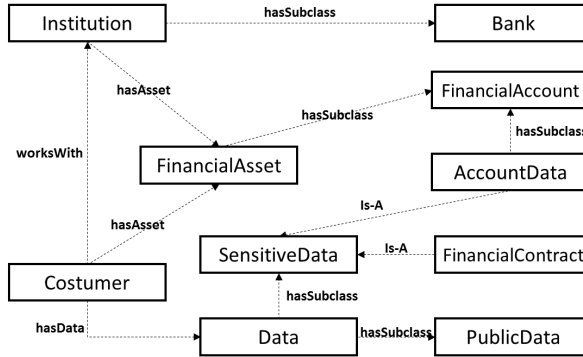 hasSubclass
Institution
Bank
hasAsset
FinancialAccount
hasSubclass
hasSubclass
worksWith
FinancialAsset
AccountData
Is-A
hasAsset
SensitiveData
Is-A
FinancialContract
Costumer
hasSubclass
hasData
Data
hasSubclass
PublicData